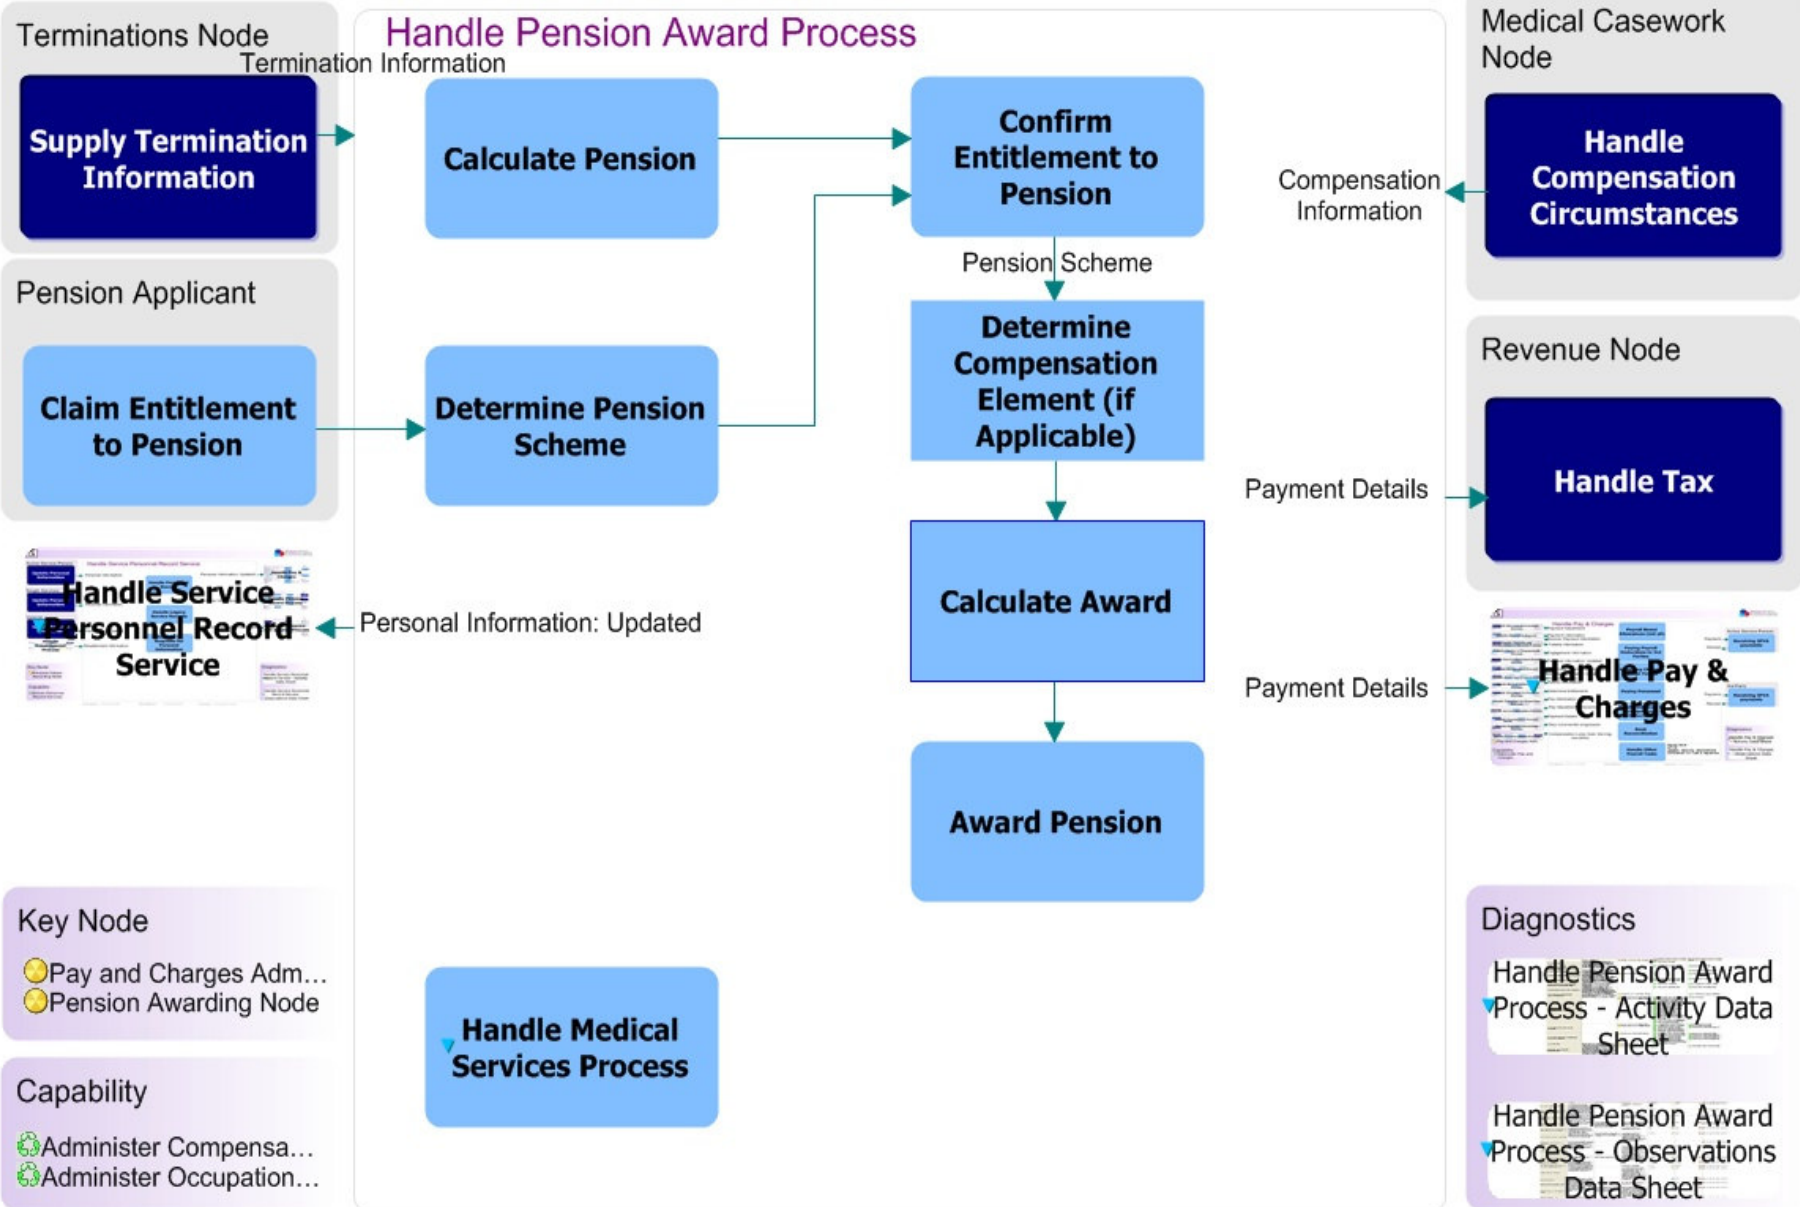 Terminations Node
Handle Pension Award Process
Termination Information
Supply Termination
Information
Calculate Pension
Confirm
Entitlement to
Pension
Medical Casework
Node
Handle
Compensation
Circumstances
Compensation
Information
Pension Scheme
Pension Applicant
Claim Entitlement
to Pension
Determine Pension
Scheme
Determine
Compensation
Element (if
Applicable)
Revenue Node
Handle Tax
Payment Details
Handle Service
Personnel Record
Service
Personal Information: Updated
Calculate Award
Payment Details
Handle Pay &
Charges
Award Pension
Key Node
Pay and Charges Adm...
Pension Awarding Node
Capability
Administer Compensa...
Administer Occupation...
Handle Medical
Services Process
Diagnostics
Handle Pension Award
Process - Activity Data
Sheet
Handle Pension Award
Process - Observations
Data Sheet